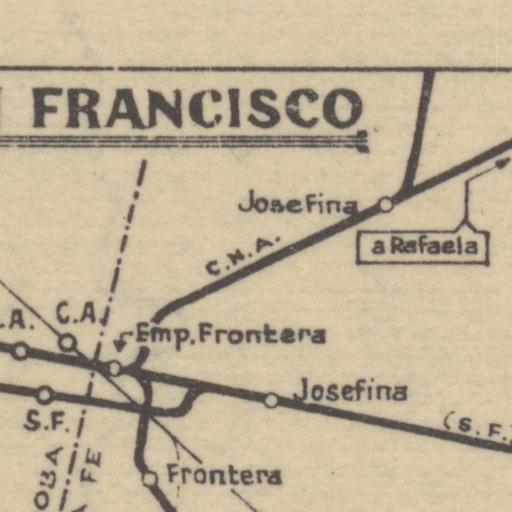 FRANCISCO
Josefina
C.N.A.
a Rafaela
.A.
C.A.
Emp. Frontera
Josefina
S.F.
(S.F.)
OBA
FE
Frontera